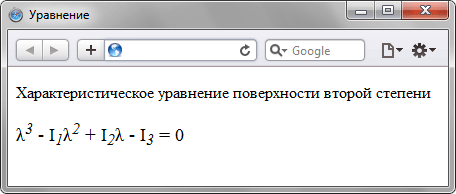 Уравнение
Google
Характеристическое уравнение поверхности второй степени
λ³ - I₁λ² + I₂λ - I₃ = 0